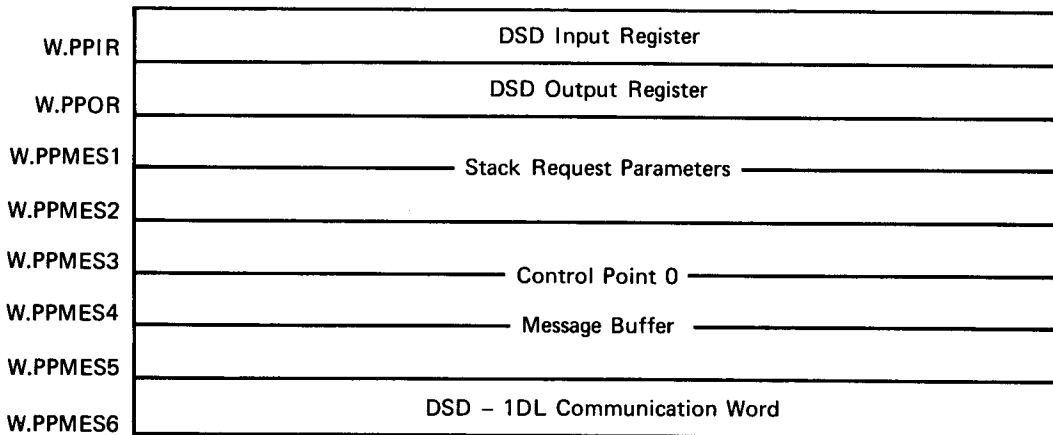 DSD Input Register
W.PPIR
DSD Output Register
W.PPOR
W.PPMES1
Stack Request Parameters
W.PPMES2
W.PPMES3
Control Point 0
W.PPMES4
Message Buffer
W.PPMES5
DSD – 1DL Communication Word
W.PPMES6